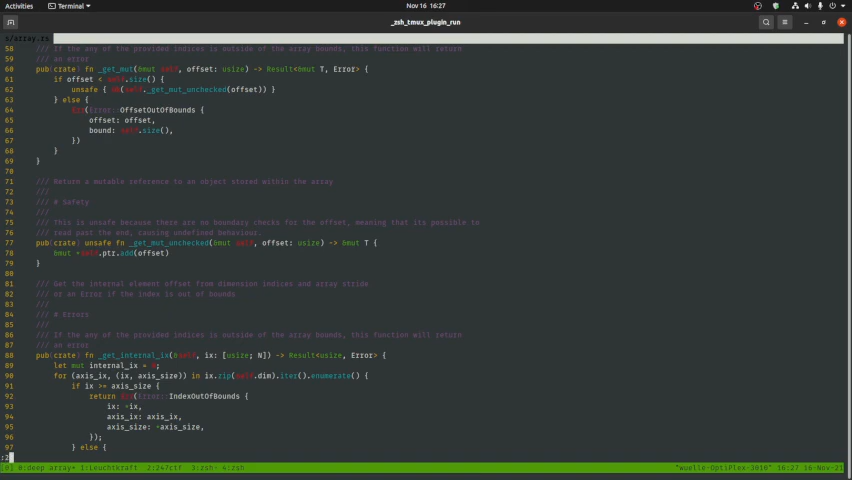 Activities
Terminal
Nov 16 16:27
_zsh_tmux_plugin_run
s/array.rs
58 /// If the any of the provided indices is outside of the array bounds, this function will return
59 /// an error
60 pub(crate) fn _get_mut(&mut self, offset: usize) -> Result<&mut T, Error> {
61 if offset < self.size() {
62 unsafe { Ok(self._get_mut_unchecked(offset)) }
63 } else {
64 Err(Error::OffsetOutOfBounds {
65 offset: offset,
66 bound: self.size(),
67 })
68 }
69 }
70
71 /// Return a mutable reference to an object stored within the array
72 ///
73 /// # Safety
74 ///
75 /// This is unsafe because there are no boundary checks for the offset, meaning that its possible to
76 /// read past the end, causing undefined behaviour.
77 pub(crate) unsafe fn _get_mut_unchecked(&mut self, offset: usize) -> &mut T {
78 &mut *self.ptr.add(offset)
79 }
80
81 /// Get the internal element offset from dimension indices and array stride
82 /// or an Error if the index is out of bounds
83 ///
84 /// # Errors
85 ///
86 /// If the any of the provided indices is outside of the array bounds, this function will return
87 /// an error
88 pub(crate) fn _get_internal_ix(&self, ix: [usize; N]) -> Result<usize, Error> {
89 let mut internal_ix = 0;
90 for (axis_ix, (ix, axis_size)) in ix.zip(self.dim).iter().enumerate() {
91 if ix >= axis_size {
92 return Err(Error::IndexOutOfBounds {
93 ix: *ix,
94 axis_ix: axis_ix,
95 axis_size: *axis_size,
96 });
97 } else {
:2
[0] 0:deep array* 1:Leuchtkraft 2:247ctf 3:zsh- 4:zsh
"wuelle-OptiPlex-3010" 16:27 16-Nov-21